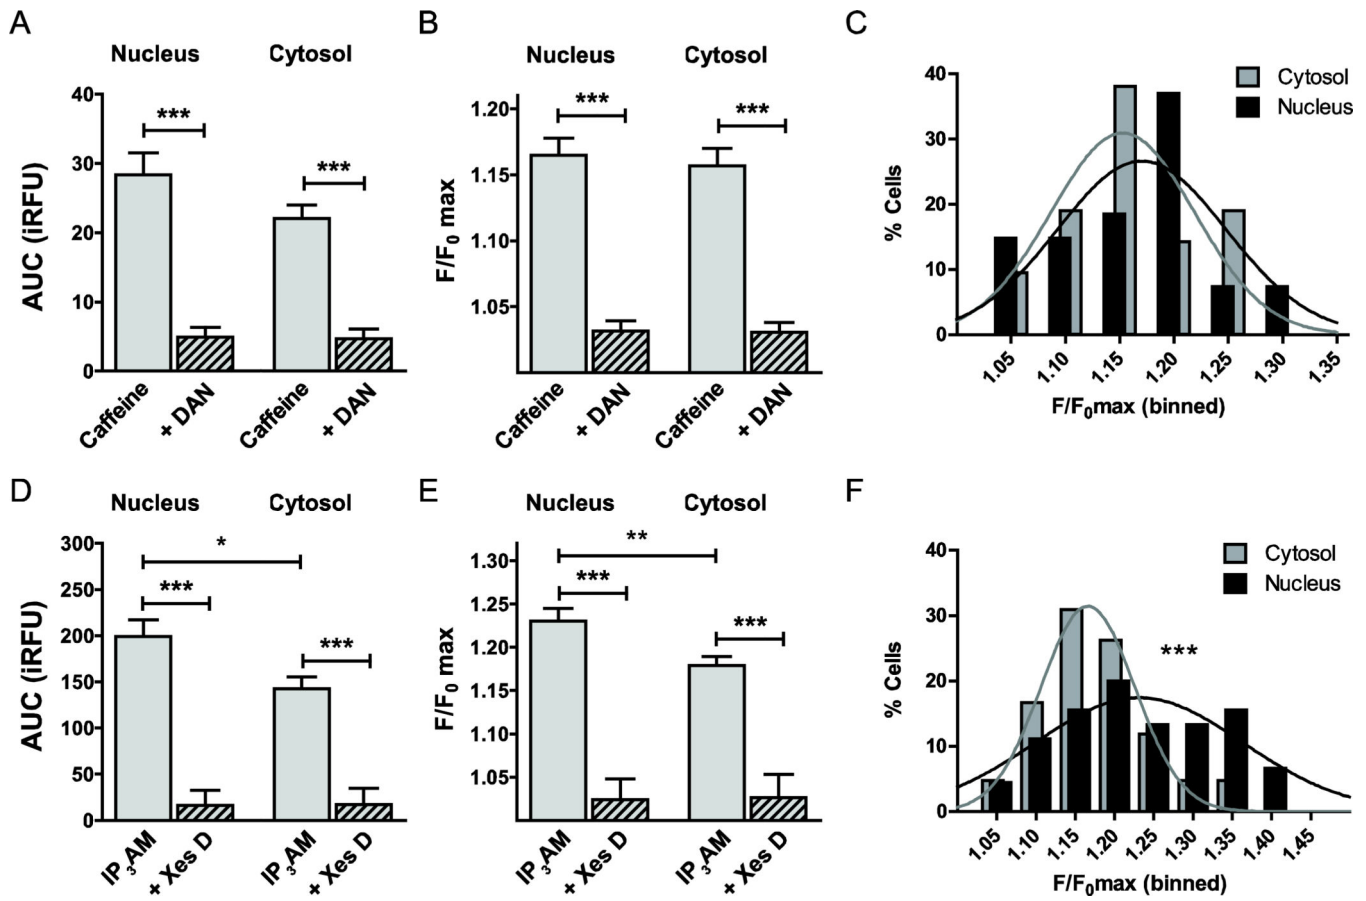 A
Nucleus Cytosol
AUC (iRFU)
40
30
20
10
0
***
***
Caffeine
+ DAN
Caffeine
+ DAN
B
Nucleus Cytosol
F/F0 max
1.20
1.15
1.10
1.05
***
***
Caffeine
+ DAN
Caffeine
+ DAN
C
Cytosol
Nucleus
% Cells
40
30
20
10
0
1.05
1.10
1.15
1.20
1.25
1.30
1.35
F/F0max (binned)
D
Nucleus Cytosol
AUC (iRFU)
300
250
200
150
100
50
0
*
***
***
IP3AM
+ Xes D
IP3AM
+ Xes D
E
Nucleus Cytosol
F/F0 max
1.30
1.25
1.20
1.15
1.10
1.05
**
***
***
IP3AM
+ Xes D
IP3AM
+ Xes D
F
Cytosol
Nucleus
% Cells
40
30
20
10
0
***
1.05
1.10
1.15
1.20
1.25
1.30
1.35
1.40
1.45
F/F0max (binned)